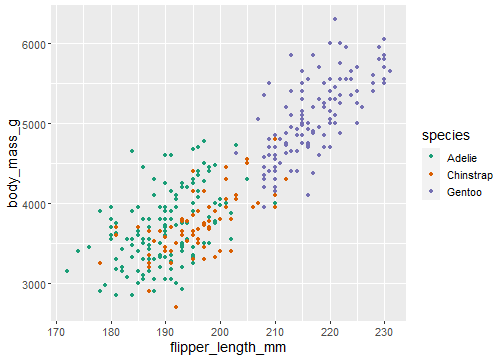 6000
5000
4000
3000
body_mass_g
170
180
190
200
210
220
230
flipper_length_mm
species
Adelie
Chinstrap
Gentoo